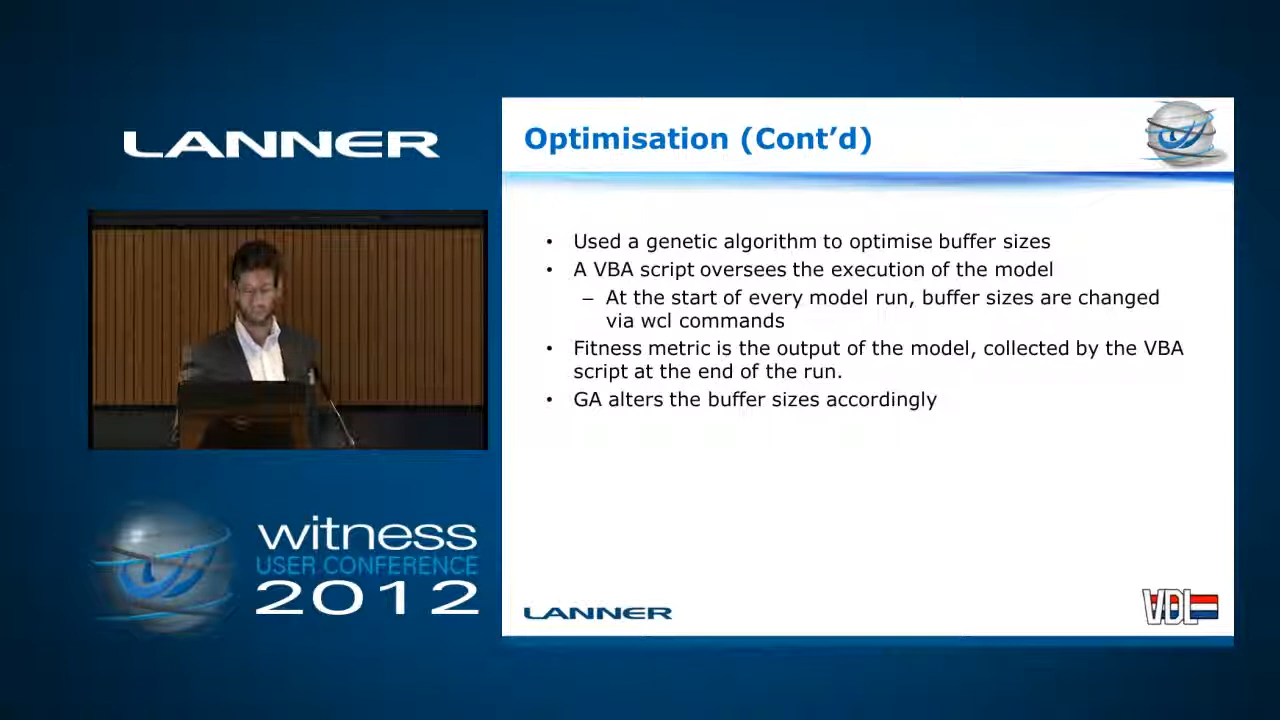 LANNER
witness
USER CONFERENCE
2012
Optimisation (Cont’d)
• Used a genetic algorithm to optimise buffer sizes
• A VBA script oversees the execution of the model
– At the start of every model run, buffer sizes are changed
via wcl commands
• Fitness metric is the output of the model, collected by the VBA
script at the end of the run.
• GA alters the buffer sizes accordingly
LANNER
VDL